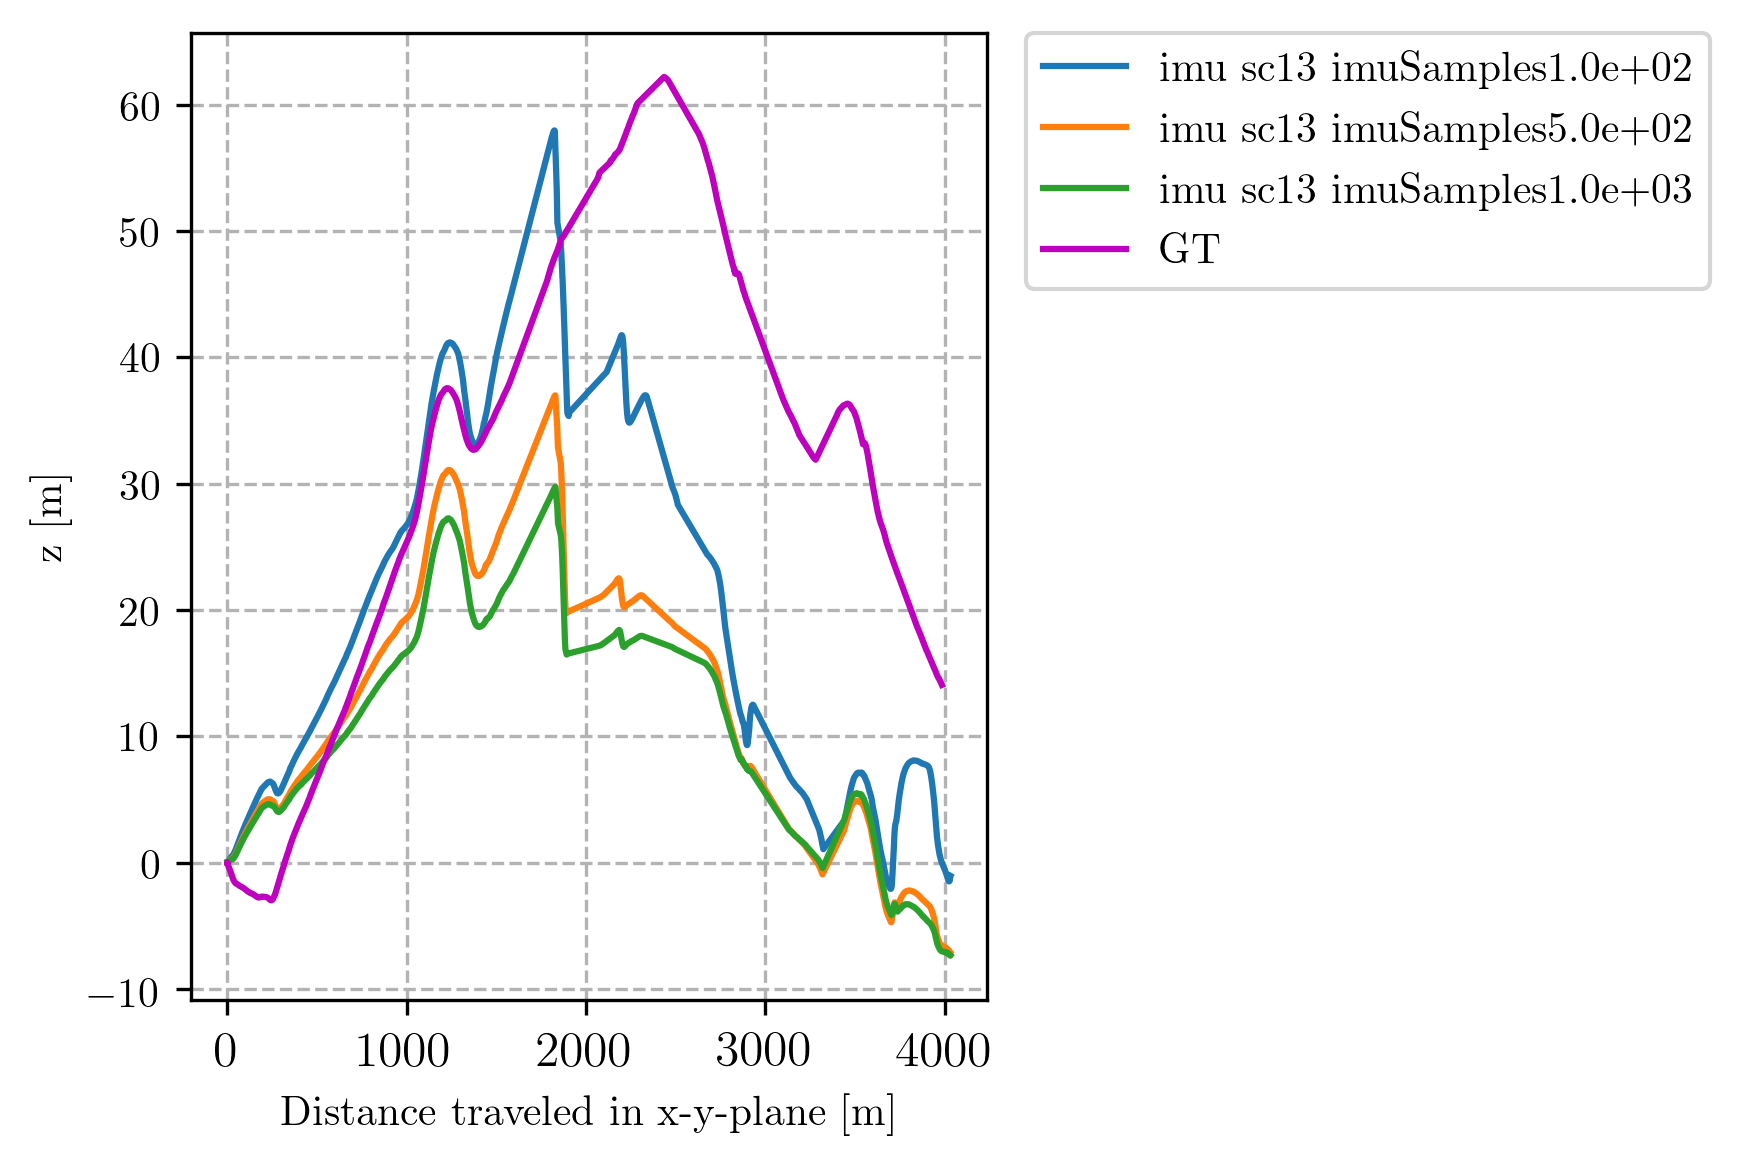 imu sc13 imuSamples1.0e+02
imu sc13 imuSamples5.0e+02
imu sc13 imuSamples1.0e+03
GT
60
50
40
30
20
10
0
−10
z [m]
0 1000 2000 3000 4000
Distance traveled in x-y-plane [m]